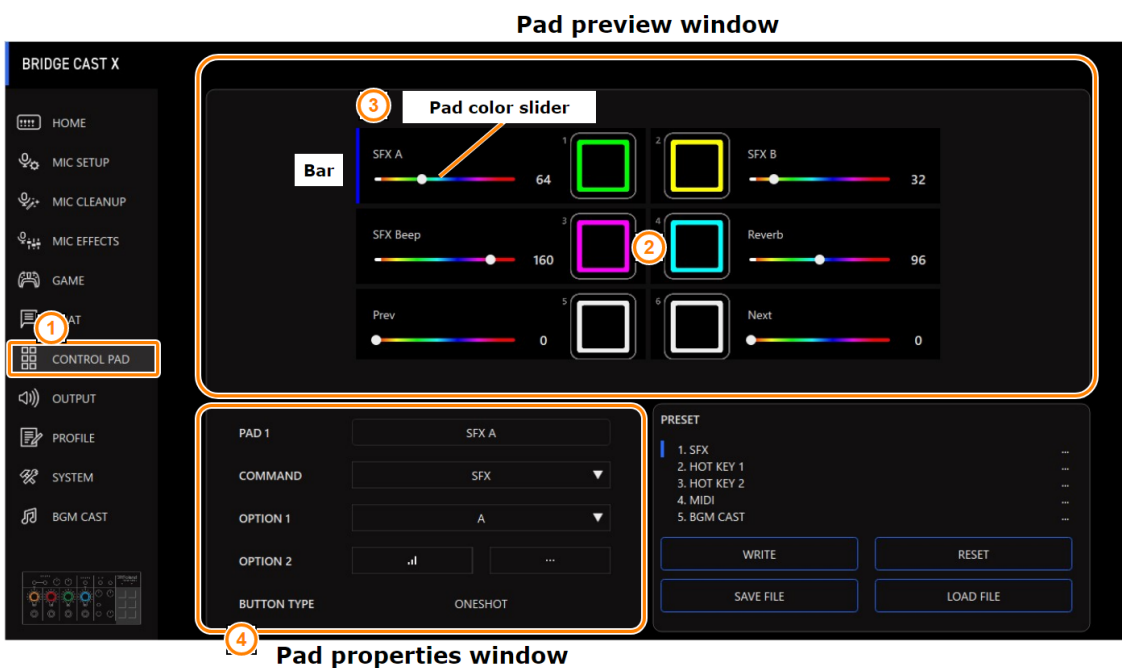 Pad preview window
BRIDGE CAST X
HOME
MIC SETUP
MIC CLEANUP
MIC EFFECTS
GAME
AT
CONTROL PAD
OUTPUT
PROFILE
SYSTEM
BGM CAST
1
3
Pad color slider
Bar
SFX A
64
1
2
SFX B
32
SFX Beep
160
3
4
2
Reverb
96
Prev
0
5
6
Next
0
PAD 1
SFX A
COMMAND
SFX
OPTION 1
A
OPTION 2
...
BUTTON TYPE
ONESHOT
4
Pad properties window
PRESET
1. SFX ...
2. HOT KEY 1 ...
3. HOT KEY 2 ...
4. MIDI ...
5. BGM CAST ...
WRITE
RESET
SAVE FILE
LOAD FILE